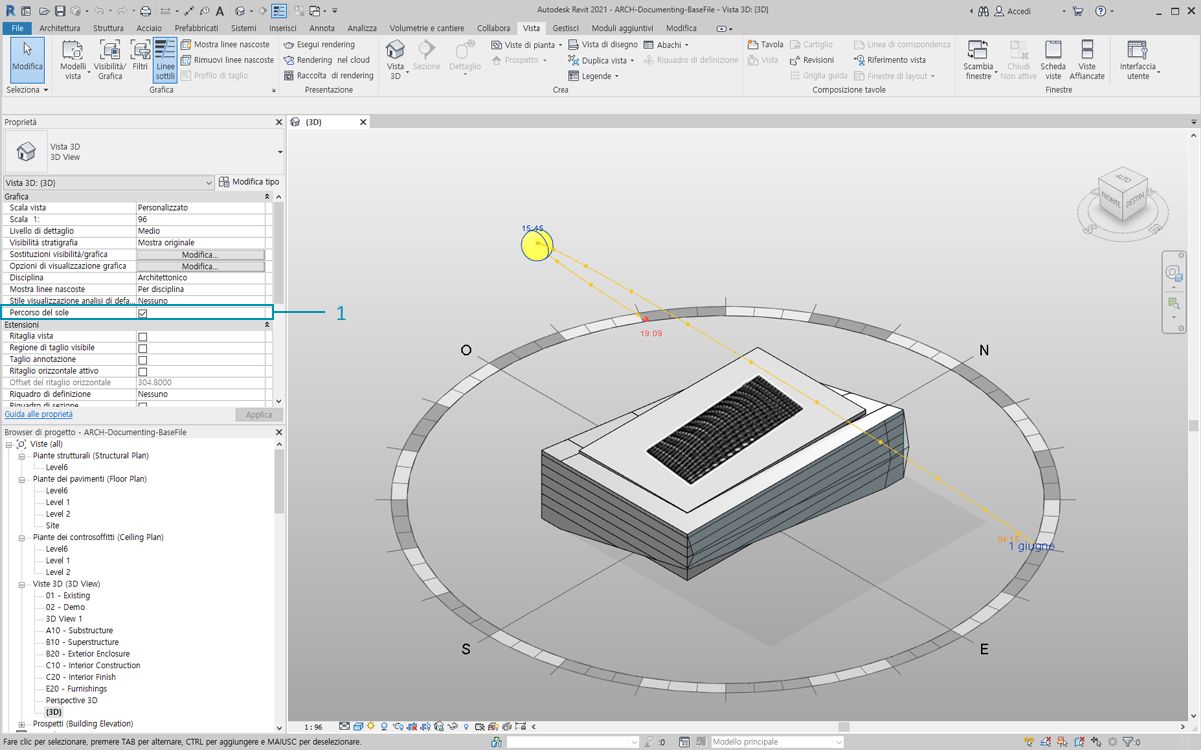 Autodesk Revit 2021 - ARCH-Documenting-BaseFile - Vista 3D: {3D}
Accedi
File Architettura Struttura Acciaio Prefabbricati Sistemi Inserisci Annota Analizza Volumetrie e cantiere Collabora Vista Gestisci Moduli aggiuntivi Modifica
Modifica
Modelli vista
Visibilità/ Grafica
Filtri
Linee sottili
Mostra linee nascoste
Rimuovi linee nascoste
Profilo di taglio
Esegui rendering
Rendering nel cloud
Raccolta di rendering
Vista 3D
Sezione
Dettaglio
Viste di pianta
Prospetto
Vista di disegno
Duplica vista
Legende
Abachi
Riquadro di definizione
Tavola
Vista
Cartiglio
Revisioni
Griglia guida
Linea di corrispondenza
Riferimento vista
Finestre di layout
Scambia finestre
Chiudi Non attive
Scheda viste
Viste Affiancate
Interfaccia utente
Seleziona
Grafica
Presentazione
Crea
Composizione tavole
Finestre
Proprietà
{3D}
Vista 3D
3D View
Vista 3D: {3D}
Modifica tipo
Grafica
Scala vista Personalizzato
Scala 1: 96
Livello di dettaglio Medio
Visibilità stratigrafia Mostra originale
Sostituzioni visibilità/grafica Modifica...
Opzioni di visualizzazione grafica Modifica...
Disciplina Architettonico
Mostra linee nascoste Per disciplina
Stile visualizzazione analisi di defa... Nessuno
Percorso del sole
1
Estensioni
Ritaglia vista
Regione di taglio visibile
Taglio annotazione
Ritaglio orizzontale attivo
Offset del ritaglio orizzontale 304.8000
Riquadro di definizione Nessuno
Riquadro di sezione
Guida alle proprietà
Applica
Browser di progetto - ARCH-Documenting-BaseFile
Viste (all)
Piante strutturali (Structural Plan)
Level6
Piante dei pavimenti (Floor Plan)
Level6
Level 1
Level 2
Site
Piante dei controsoffitti (Ceiling Plan)
Level6
Level 1
Level 2
Viste 3D (3D View)
01 - Existing
02 - Demo
3D View 1
A10 - Substructure
B10 - Superstructure
B20 - Exterior Enclosure
C10 - Interior Construction
C20 - Interior Finish
E20 - Furnishings
Perspective 3D
{3D}
Prospetti (Building Elevation)
15:45
19:09
O
N
S
E
1 giugno
ALTO
1 : 96
Fare clic per selezionare, premere TAB per alternare, CTRL per aggiungere e MAIUSC per deselezionare.
:0
Modello principale
:0